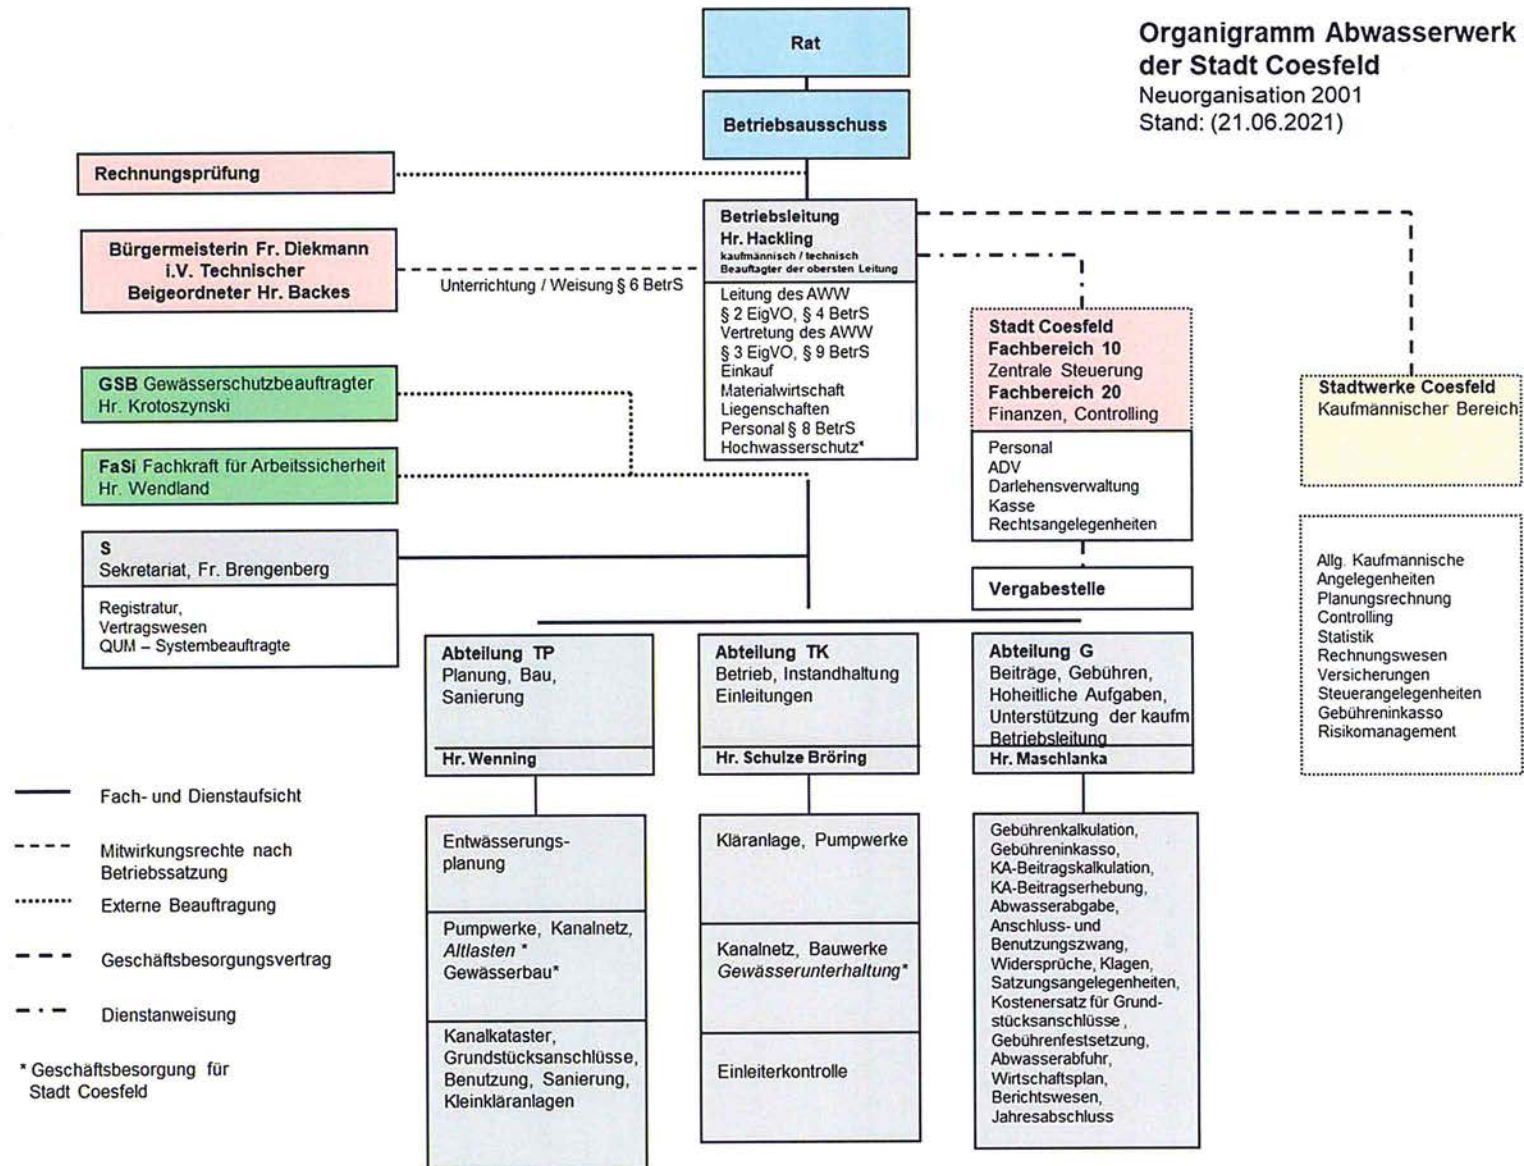 Organigramm Abwasserwerk
der Stadt Coesfeld
Neuorganisation 2001
Stand: (21.06.2021)
Rat
Betriebsausschuss
Rechnungsprüfung
Bürgermeisterin Fr. Diekmann
i.V. Technischer
Beigeordneter Hr. Backes
Unterrichtung / Weisung § 6 BetrS
Betriebsleitung
Hr. Hackling
kaufmännisch / technisch
Beauftagter der obersten Leitung
Leitung des AWW
§ 2 EigVO, § 4 BetrS
Vertretung des AWW
§ 3 EigVO, § 9 BetrS
Einkauf
Materialwirtschaft
Liegenschaften
Personal § 8 BetrS
Hochwasserschutz*
Stadt Coesfeld
Fachbereich 10
Zentrale Steuerung
Fachbereich 20
Finanzen, Controlling
Personal
ADV
Darlehensverwaltung
Kasse
Rechtsangelegenheiten
Vergabestelle
Stadtwerke Coesfeld
Kaufmännischer Bereich
Allg. Kaufmännische
Angelegenheiten
Planungsrechnung
Controlling
Statistik
Rechnungswesen
Versicherungen
Steuerangelegenheiten
Gebühreninkasso
Risikomanagement
GSB Gewässerschutzbeauftragter
Hr. Krotoszynski
FaSi Fachkraft für Arbeitssicherheit
Hr. Wendland
S
Sekretariat, Fr. Brengenberg
Registratur,
Vertragswesen
QUM – Systembeauftragte
Abteilung TP
Planung, Bau,
Sanierung
Hr. Wenning
Entwässerungs-
planung
Pumpwerke, Kanalnetz,
Altlasten *
Gewässerbau*
Kanalkataster,
Grundstücksanschlüsse,
Benutzung, Sanierung,
Kleinkläranlagen
Abteilung TK
Betrieb, Instandhaltung
Einleitungen
Hr. Schulze Bröring
Kläranlage, Pumpwerke
Kanalnetz, Bauwerke
Gewässerunterhaltung*
Einleiterkontrolle
Abteilung G
Beiträge, Gebühren,
Hoheitliche Aufgaben,
Unterstützung der kaufm
Betriebsleitung
Hr. Maschlanka
Gebührenkalkulation,
Gebühreninkasso,
KA-Beitragskalkulation,
KA-Beitragserhebung,
Abwasserabgabe,
Anschluss- und
Benutzungszwang,
Widersprüche, Klagen,
Satzungsangelegenheiten,
Kostenersatz für Grund-
stücksanschlüsse ,
Gebührenfestsetzung,
Abwasserabfuhr,
Wirtschaftsplan,
Berichtswesen,
Jahresabschluss
Fach- und Dienstaufsicht
Mitwirkungsrechte nach
Betriebssatzung
Externe Beauftragung
Geschäftsbesorgungsvertrag
Dienstanweisung
* Geschäftsbesorgung für
Stadt Coesfeld